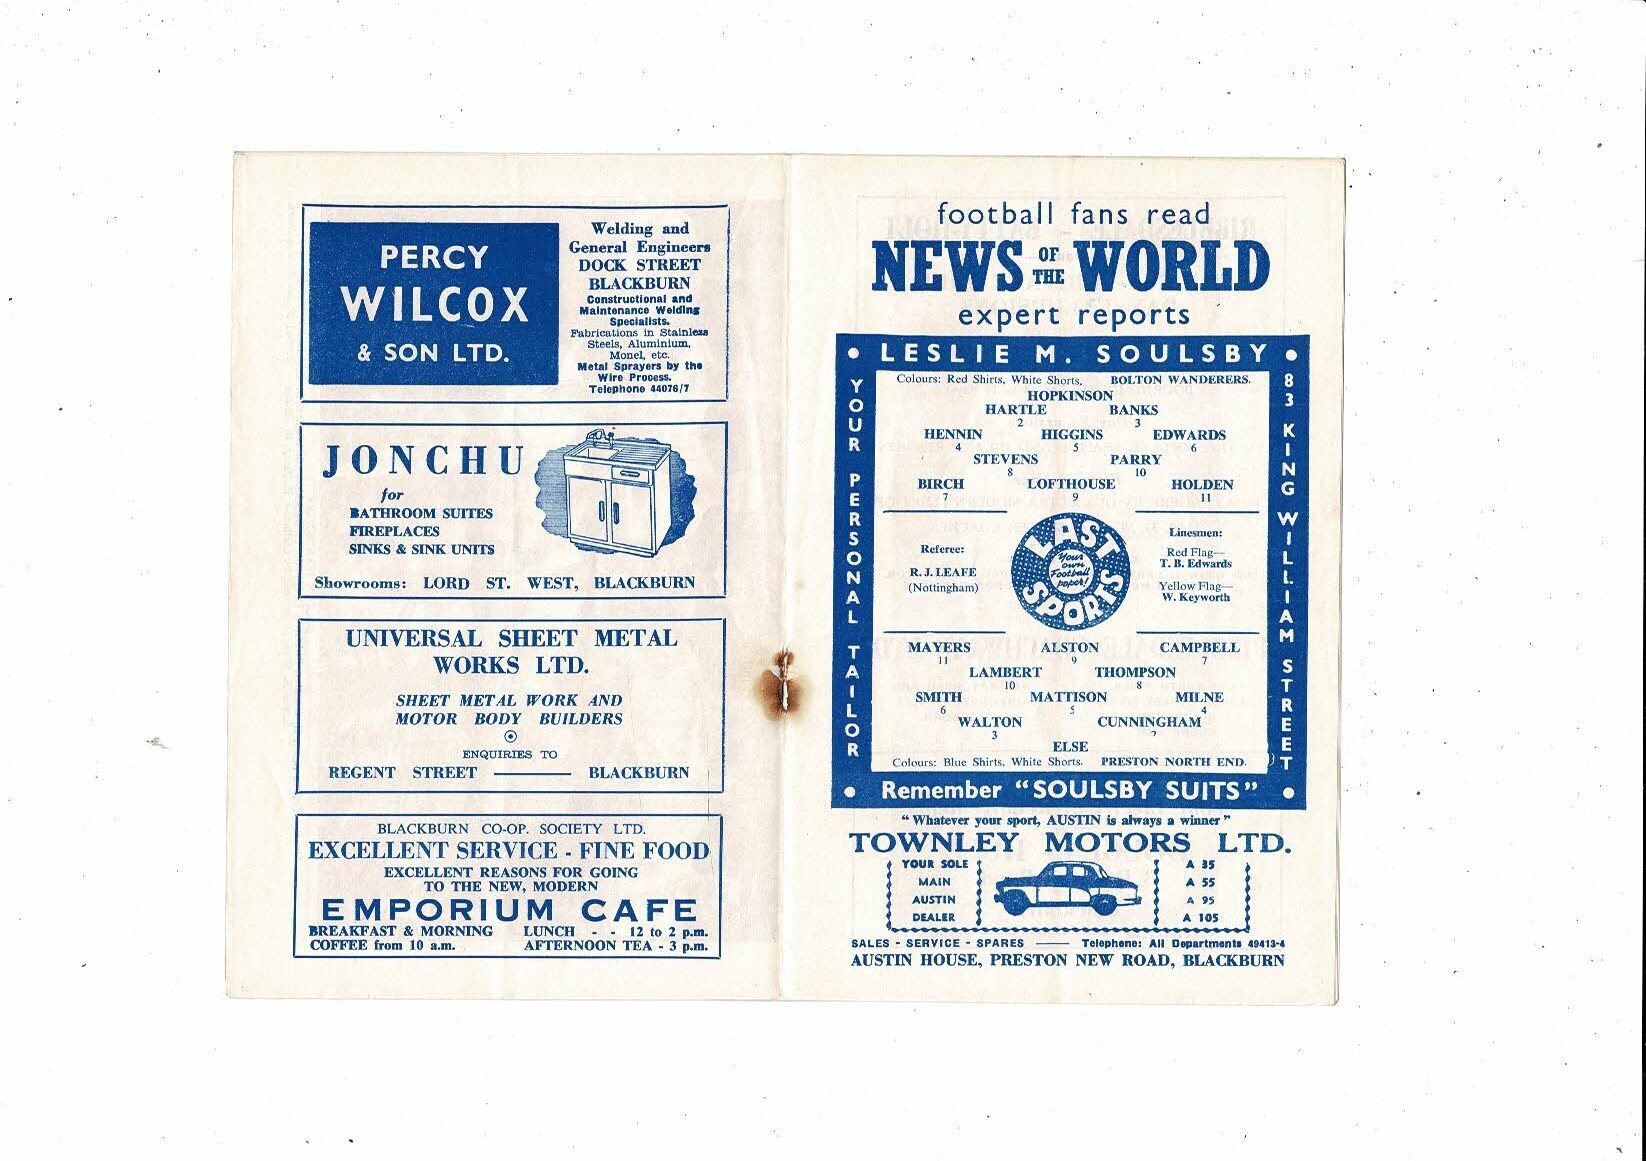 PERCY
WILCOX
& SON LTD.
Welding and
General Engineers
DOCK STREET
BLACKBURN
Constructional and
Maintenance Welding
Specialists.
Fabrications in Stainless
Steels, Aluminium,
Monel, etc.
Metal Sprayers by the
Wire Process.
Telephone 44076/7
JONCHU
for
BATHROOM SUITES
FIREPLACES
SINKS & SINK UNITS
Showrooms: LORD ST. WEST, BLACKBURN
UNIVERSAL SHEET METAL
WORKS LTD.
SHEET METAL WORK AND
MOTOR BODY BUILDERS
ENQUIRIES TO
REGENT STREET ——— BLACKBURN
BLACKBURN CO-OP. SOCIETY LTD.
EXCELLENT SERVICE - FINE FOOD
EXCELLENT REASONS FOR GOING
TO THE NEW, MODERN
EMPORIUM CAFE
BREAKFAST & MORNING LUNCH - - 12 to 2 p.m.
COFFEE from 10 a.m. AFTERNOON TEA - 3 p.m.
football fans read
NEWS OF THE WORLD
expert reports
• LESLIE M. SOULSBY •
YOUR PERSONAL TAILOR
83 KING WILLIAM STREET
Colours: Red Shirts, White Shorts. BOLTON WANDERERS.
HOPKINSON
HARTLE BANKS
2 3
HENNIN HIGGINS EDWARDS
4 5 6
STEVENS PARRY
8 10
BIRCH LOFTHOUSE HOLDEN
7 9 11
Referee:
R. J. LEAFE
(Nottingham)
LAST
Your
own
Football
paper!
SPORTS
Linesmen:
Red Flag—
T. B. Edwards
Yellow Flag—
W. Keyworth
MAYERS ALSTON CAMPBELL
11 9 7
LAMBERT THOMPSON
10 8
SMITH MATTISON MILNE
6 5 4
WALTON CUNNINGHAM
3 2
ELSE
Colours: Blue Shirts, White Shorts. PRESTON NORTH END.
• Remember "SOULSBY SUITS" •
"Whatever your sport, AUSTIN is always a winner"
TOWNLEY MOTORS LTD.
YOUR SOLE
MAIN
AUSTIN
DEALER
A 35
A 55
A 95
A 105
SALES - SERVICE - SPARES —— Telephone: All Departments 49413-4
AUSTIN HOUSE, PRESTON NEW ROAD, BLACKBURN